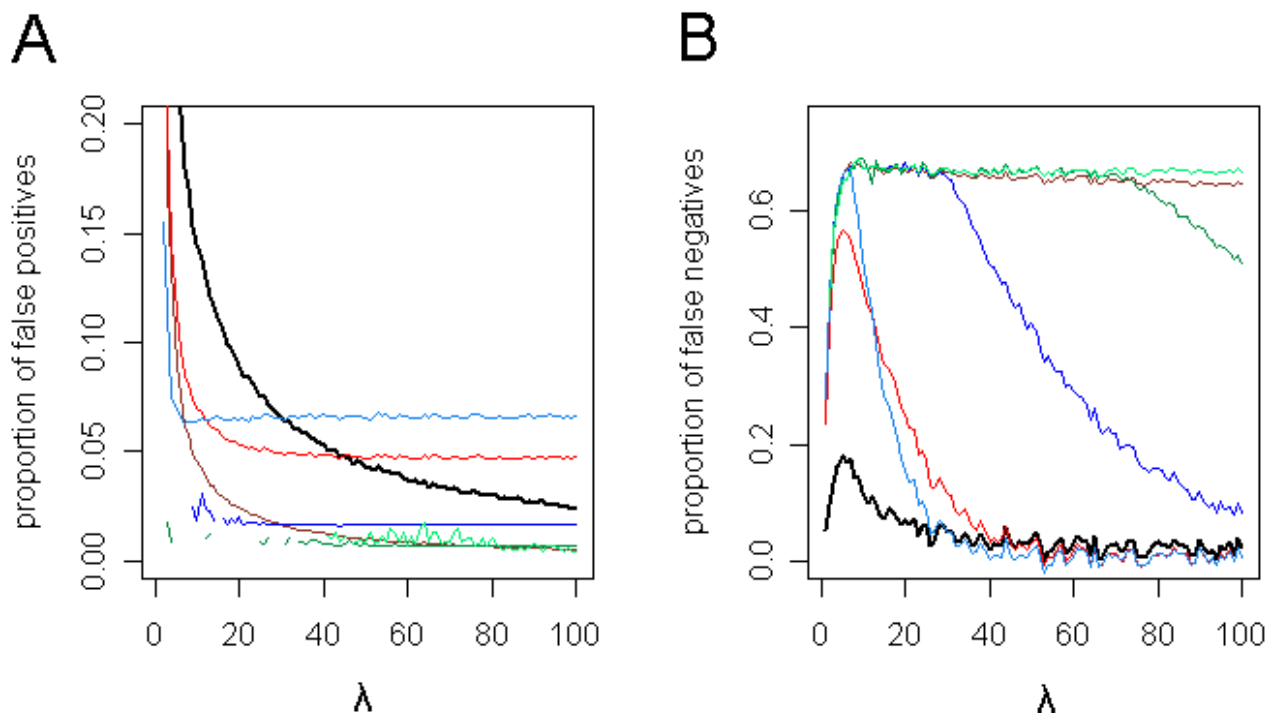 A
proportion of false positives
0.20
0.15
0.10
0.05
0.00
0 20 40 60 80 100
λ
B
proportion of false negatives
0.6
0.4
0.2
0.0
0 20 40 60 80 100
λ